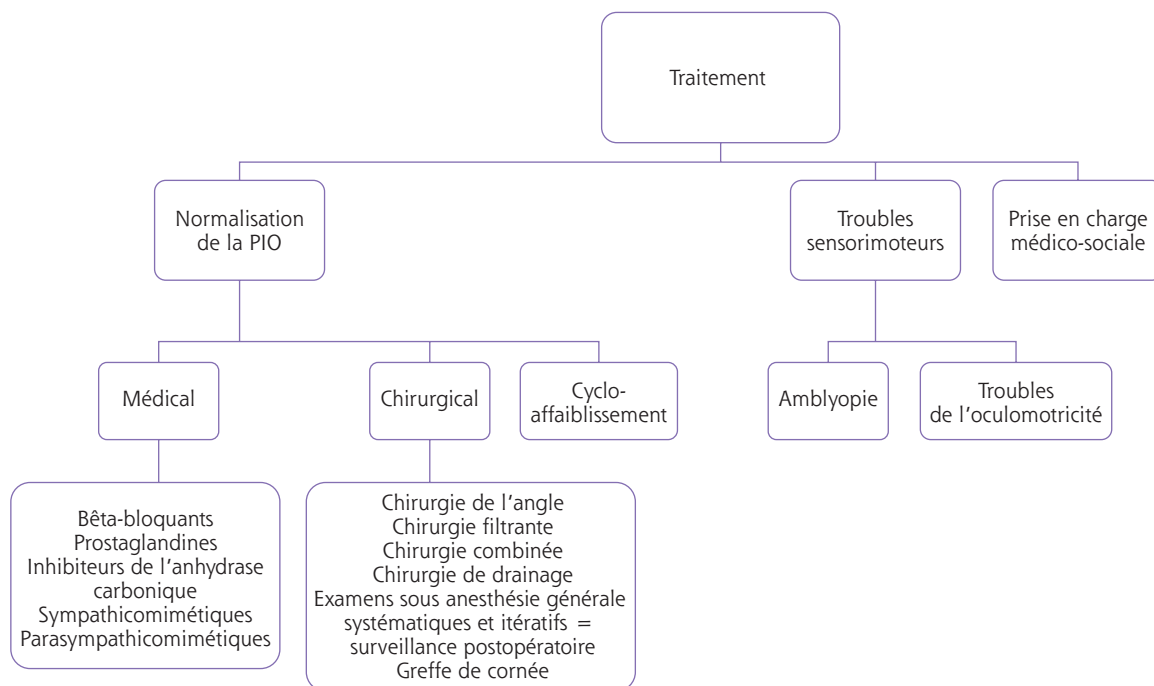 Traitement
Normalisation
de la PIO
Troubles
sensorimoteurs
Prise en charge
médico-sociale
Médical
Chirurgical
Cyclo-
affaiblissement
Amblyopie
Troubles
de l'oculomotricité
Bêta-bloquants
Prostaglandines
Inhibiteurs de l'anhydrase
carbonique
Sympathicomimétiques
Parasympathicomimétiques
Chirurgie de l'angle
Chirurgie filtrante
Chirurgie combinée
Chirurgie de drainage
Examens sous anesthésie générale
systématiques et itératifs =
surveillance postopératoire
Greffe de cornée